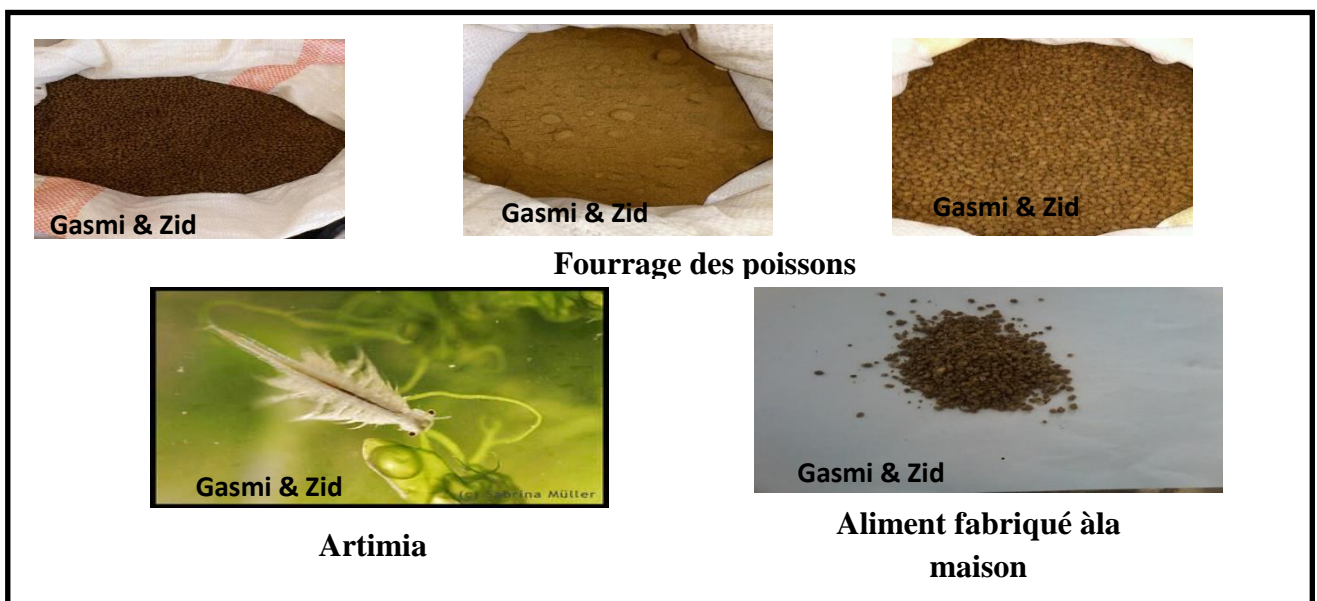 Gasmi & Zid
Gasmi & Zid
Gasmi & Zid
Fourrage des poissons
Gasmi & Zid
(c) Sabrina Müller
Gasmi & Zid
Artimia
Aliment fabriqué àla
maison